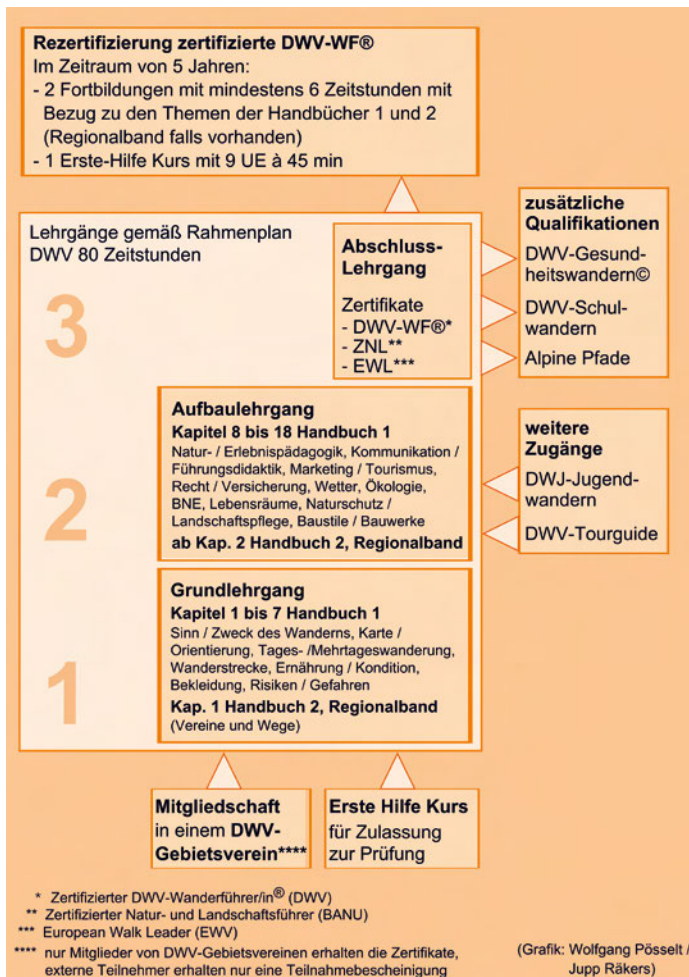 Rezertifizierung zertifizierte DWV-WF®
Im Zeitraum von 5 Jahren:
- 2 Fortbildungen mit mindestens 6 Zeitstunden mit
Bezug zu den Themen der Handbücher 1 und 2
(Regionalband falls vorhanden)
- 1 Erste-Hilfe Kurs mit 9 UE à 45 min
Lehrgänge gemäß Rahmenplan
DWV 80 Zeitstunden
3
Abschluss-
Lehrgang
Zertifikate
- DWV-WF®*
- ZNL**
- EWL***
zusätzliche
Qualifikationen
DWV-Gesund-
heitswandern©
DWV-Schul-
wandern
Alpine Pfade
2
Aufbaulehrgang
Kapitel 8 bis 18 Handbuch 1
Natur- / Erlebnispädagogik, Kommunikation /
Führungsdidaktik, Marketing / Tourismus,
Recht / Versicherung, Wetter, Ökologie,
BNE, Lebensräume, Naturschutz /
Landschaftspflege, Baustile / Bauwerke
ab Kap. 2 Handbuch 2, Regionalband
weitere
Zugänge
DWJ-Jugend-
wandern
DWV-Tourguide
1
Grundlehrgang
Kapitel 1 bis 7 Handbuch 1
Sinn / Zweck des Wanderns, Karte /
Orientierung, Tages- /Mehrtageswanderung,
Wanderstrecke, Ernährung / Kondition,
Bekleidung, Risiken / Gefahren
Kap. 1 Handbuch 2, Regionalband
(Vereine und Wege)
Mitgliedschaft
in einem DWV-
Gebietsverein****
Erste Hilfe Kurs
für Zulassung
zur Prüfung
* Zertifizierter DWV-Wanderführer/in® (DWV)
** Zertifizierter Natur- und Landschaftsführer (BANU)
*** European Walk Leader (EWV)
**** nur Mitglieder von DWV-Gebietsvereinen erhalten die Zertifikate,
externe Teilnehmer erhalten nur eine Teilnahmebescheinigung
(Grafik: Wolfgang Pösselt /
Jupp Räkers)